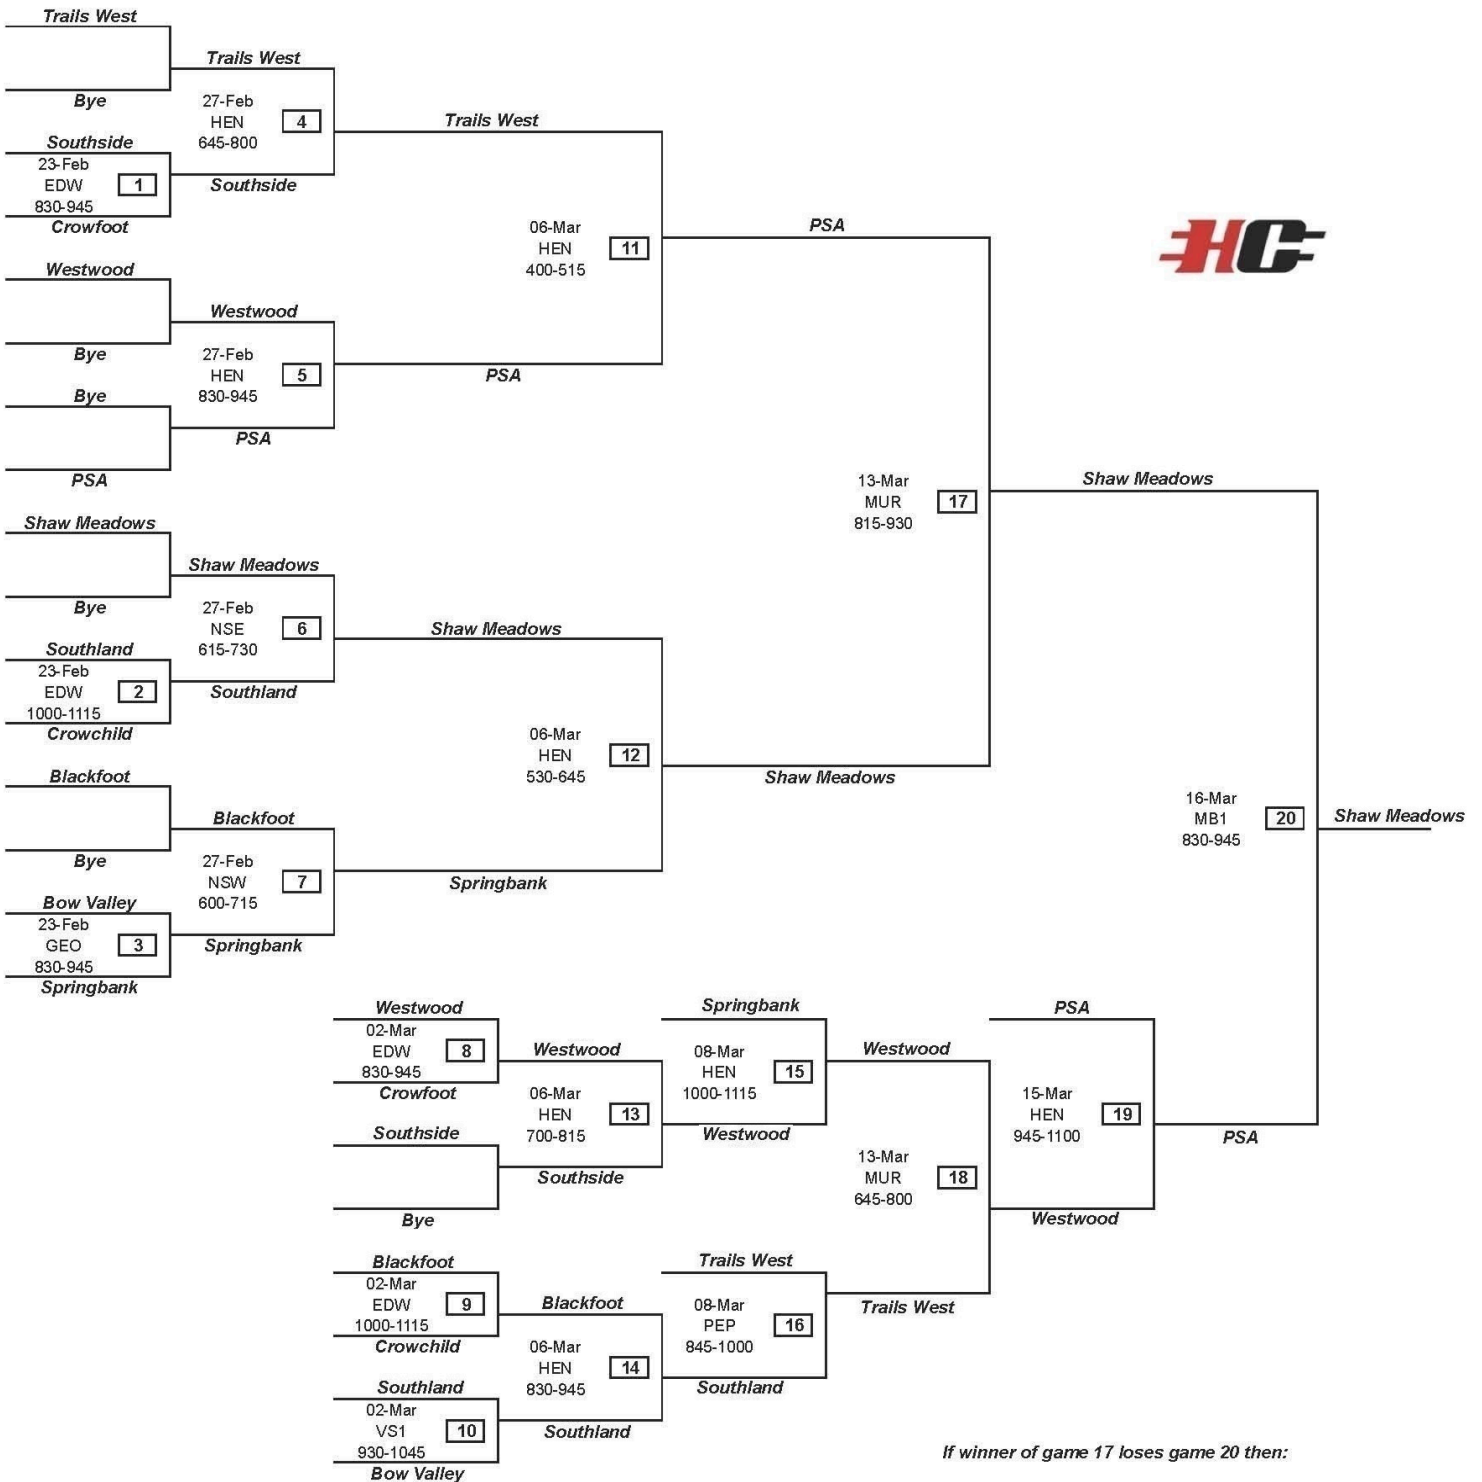 Trails West
Bye
Trails West
27-Feb
HEN
645-800
4
Southside
23-Feb
EDW
830-945
1
Crowfoot
Southside
Trails West
06-Mar
HEN
400-515
11
Westwood
Bye
Westwood
27-Feb
HEN
830-945
5
Bye
PSA
PSA
PSA
PSA
HC
13-Mar
MUR
815-930
17
Shaw Meadows
Shaw Meadows
Bye
Shaw Meadows
27-Feb
NSE
615-730
6
Southland
23-Feb
EDW
1000-1115
2
Crowchild
Southland
Shaw Meadows
06-Mar
HEN
530-645
12
Shaw Meadows
Blackfoot
Bye
Blackfoot
27-Feb
NSW
600-715
7
Springbank
Bow Valley
23-Feb
GEO
830-945
3
Springbank
Springbank
16-Mar
MB1
830-945
20
Shaw Meadows
Westwood
02-Mar
EDW
830-945
8
Crowfoot
Westwood
06-Mar
HEN
700-815
13
Southside
Bye
Southside
Springbank
08-Mar
HEN
1000-1115
15
Westwood
Westwood
13-Mar
MUR
645-800
18
PSA
15-Mar
HEN
945-1100
19
PSA
Westwood
Blackfoot
02-Mar
EDW
1000-1115
9
Crowchild
Blackfoot
06-Mar
HEN
830-945
14
Southland
02-Mar
VS1
930-1045
10
Bow Valley
Southland
Trails West
08-Mar
PEP
845-1000
16
Southland
Trails West
If winner of game 17 loses game 20 then: